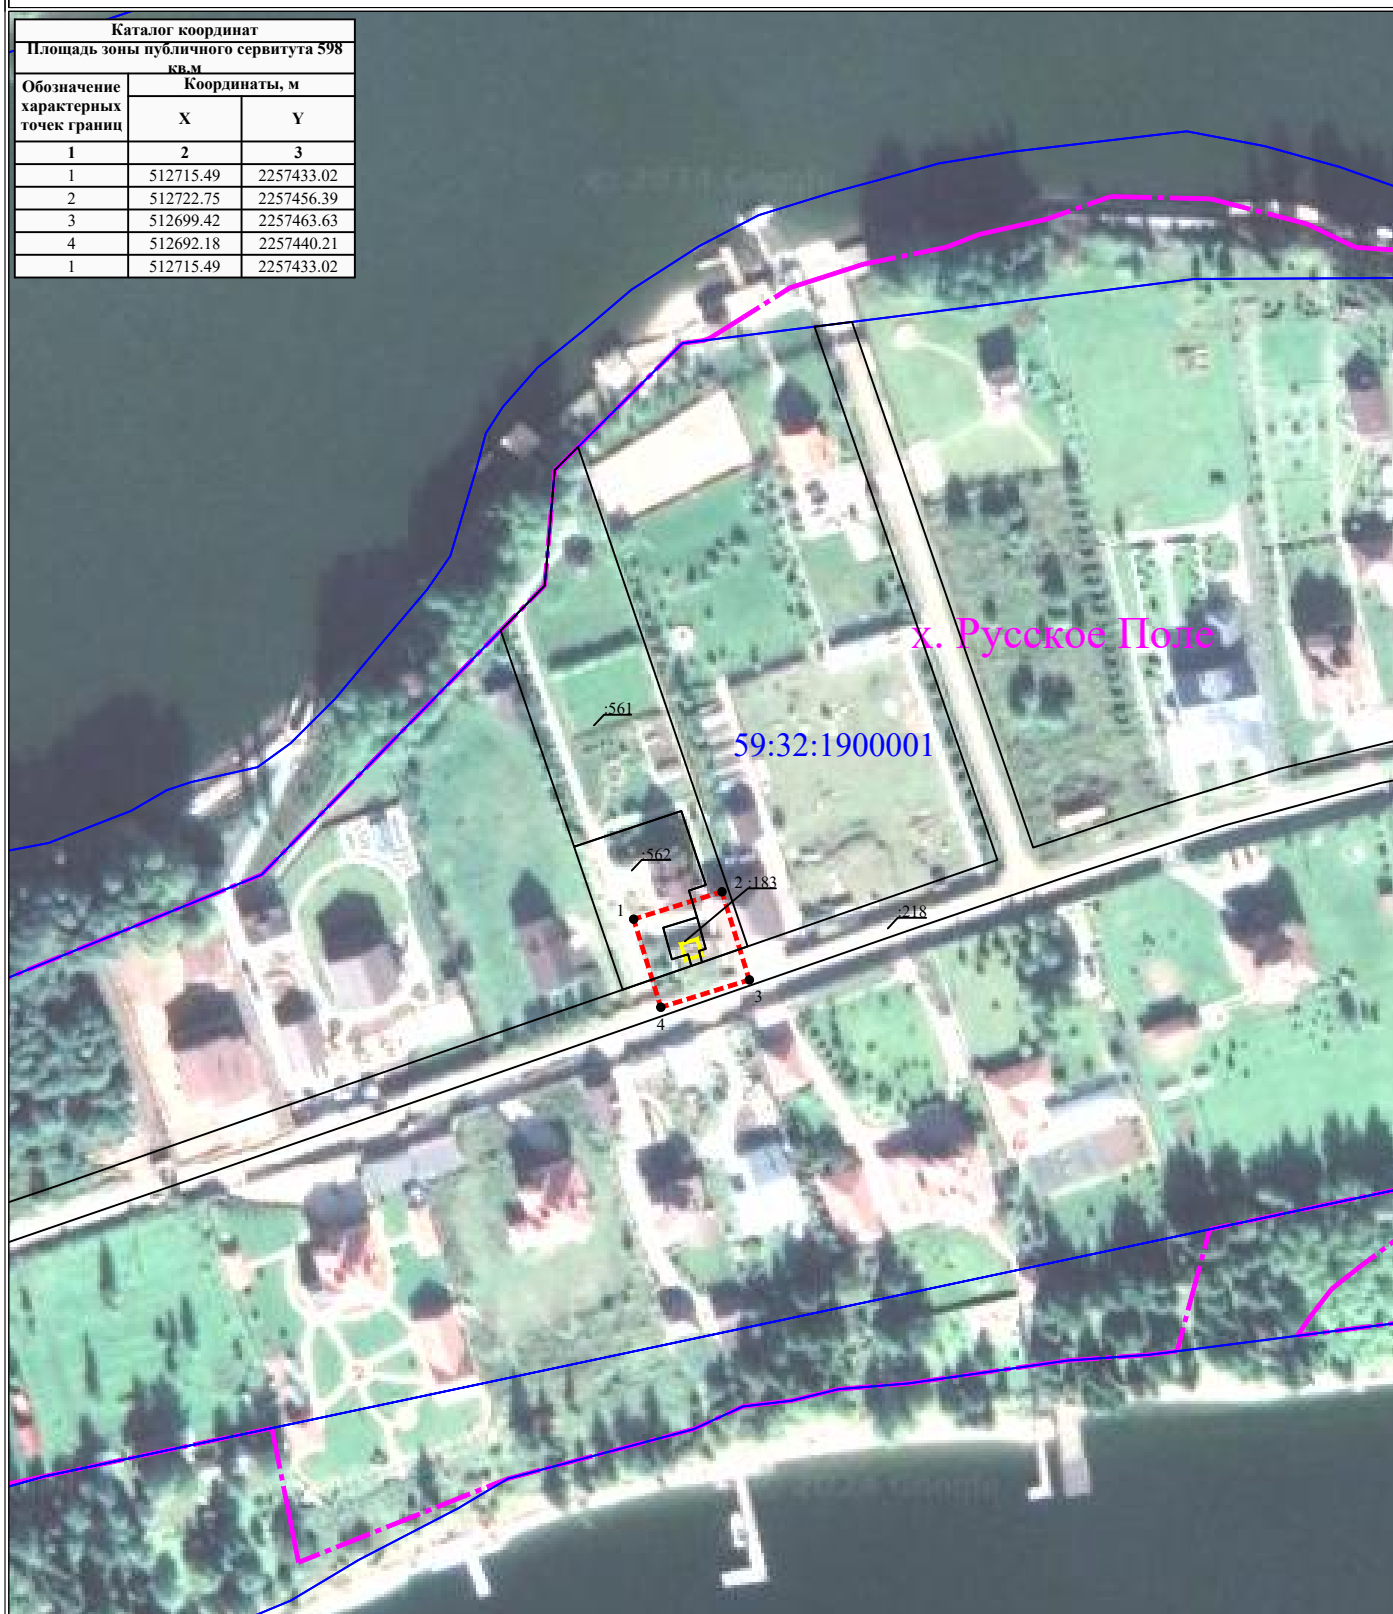 Каталог координат
Площадь зоны публичного сервитута 598
кв.м
Обозначение характерных точек границ
Координаты, м
X Y
1 2 3
1 512715.49 2257433.02
2 512722.75 2257456.39
3 512699.42 2257463.63
4 512692.18 2257440.21
1 512715.49 2257433.02
х. Русское Поле
:561
59:32:1900001
:562
2 :183
1
:218
3
4